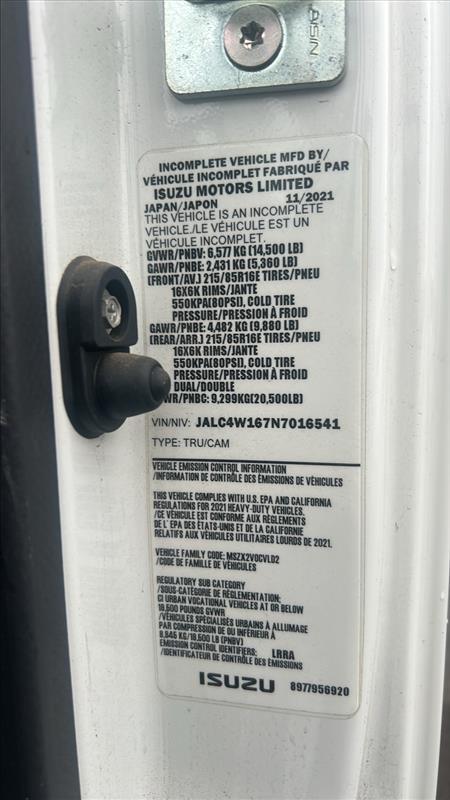 AISIN
INCOMPLETE VEHICLE MFD BY/
VÉHICULE INCOMPLET FABRIQUÉ PAR
ISUZU MOTORS LIMITED
JAPAN/JAPON 11/2021
THIS VEHICLE IS AN INCOMPLETE
VEHICLE./LE VÉHICULE EST UN
VÉHICULE INCOMPLET.
GVWR/PNBV: 6,577 KG (14,500 LB)
GAWR/PNBE: 2,431 KG (5,360 LB)
(FRONT/AV.) 215/85R16E TIRES/PNEU
16X6K RIMS/JANTE
550KPA(80PSI), COLD TIRE
PRESSURE/PRESSION À FROID
GAWR/PNBE: 4,482 KG (9,880 LB)
(REAR/ARR.) 215/85R16E TIRES/PNEU
16X6K RIMS/JANTE
550KPA(80PSI), COLD TIRE
PRESSURE/PRESSION À FROID
DUAL/DOUBLE
WR/PNBC: 9,299KG(20,500LB)
VIN/NIV: JALC4W167N7016541
TYPE: TRU/CAM
VEHICLE EMISSION CONTROL INFORMATION
/INFORMATION DE CONTRÔLE DES ÉMISSIONS DE VÉHICULES
THIS VEHICLE COMPLIES WITH U.S. EPA AND CALIFORNIA
REGULATIONS FOR 2021 HEAVY-DUTY VEHICLES.
/CE VÉHICULE EST CONFORME AUX RÈGLEMENTS
DE L' EPA DES ÉTATS-UNIS ET DE LA CALIFORNIE
RELATIFS AUX VÉHICULES UTILITAIRES LOURDS DE 2021.
VEHICLE FAMILY CODE: MSZX2VOCVLD2
/CODE DE FAMILLE DE VÉHICULES
REGULATORY SUB CATEGORY
/SOUS-CATÉGORIE DE RÉGLEMENTATION:
CI URBAN VOCATIONAL VEHICLES AT OR BELOW
19,500 POUNDS GVWR
/VÉHICULES SPÉCIALISÉS URBAINS À ALLUMAGE
PAR COMPRESSION DE OU INFÉRIEUR À
8,845 KG/19,500 LB (PNBV)
EMISSION CONTROL IDENTIFIERS: LRRA
/IDENTIFICATEUR DE CONTRÔLE DES ÉMISSIONS
ISUZU 8977956920